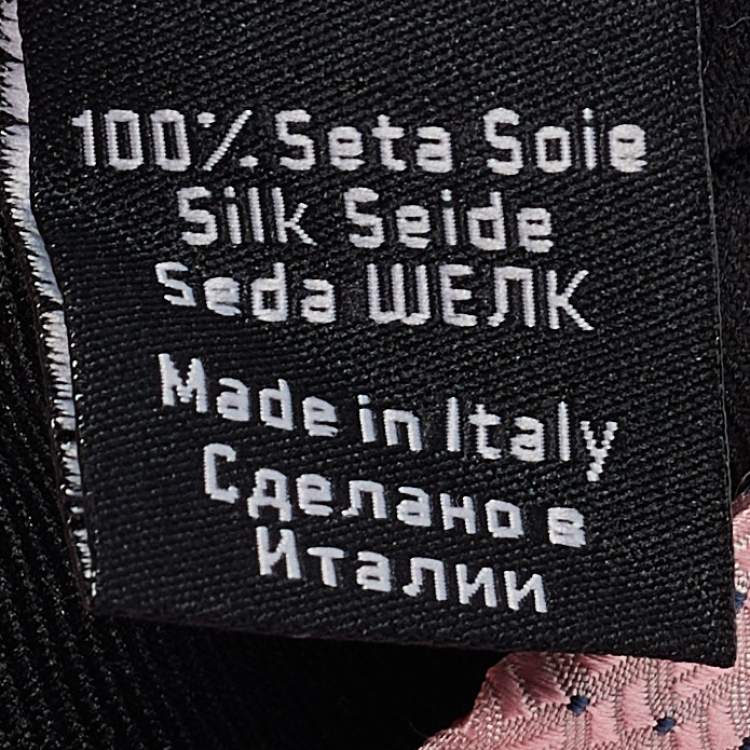 100% Seta Soie
Silk Seide
Seda ШЕЛК
Made in Italy
Сделано в
Италии